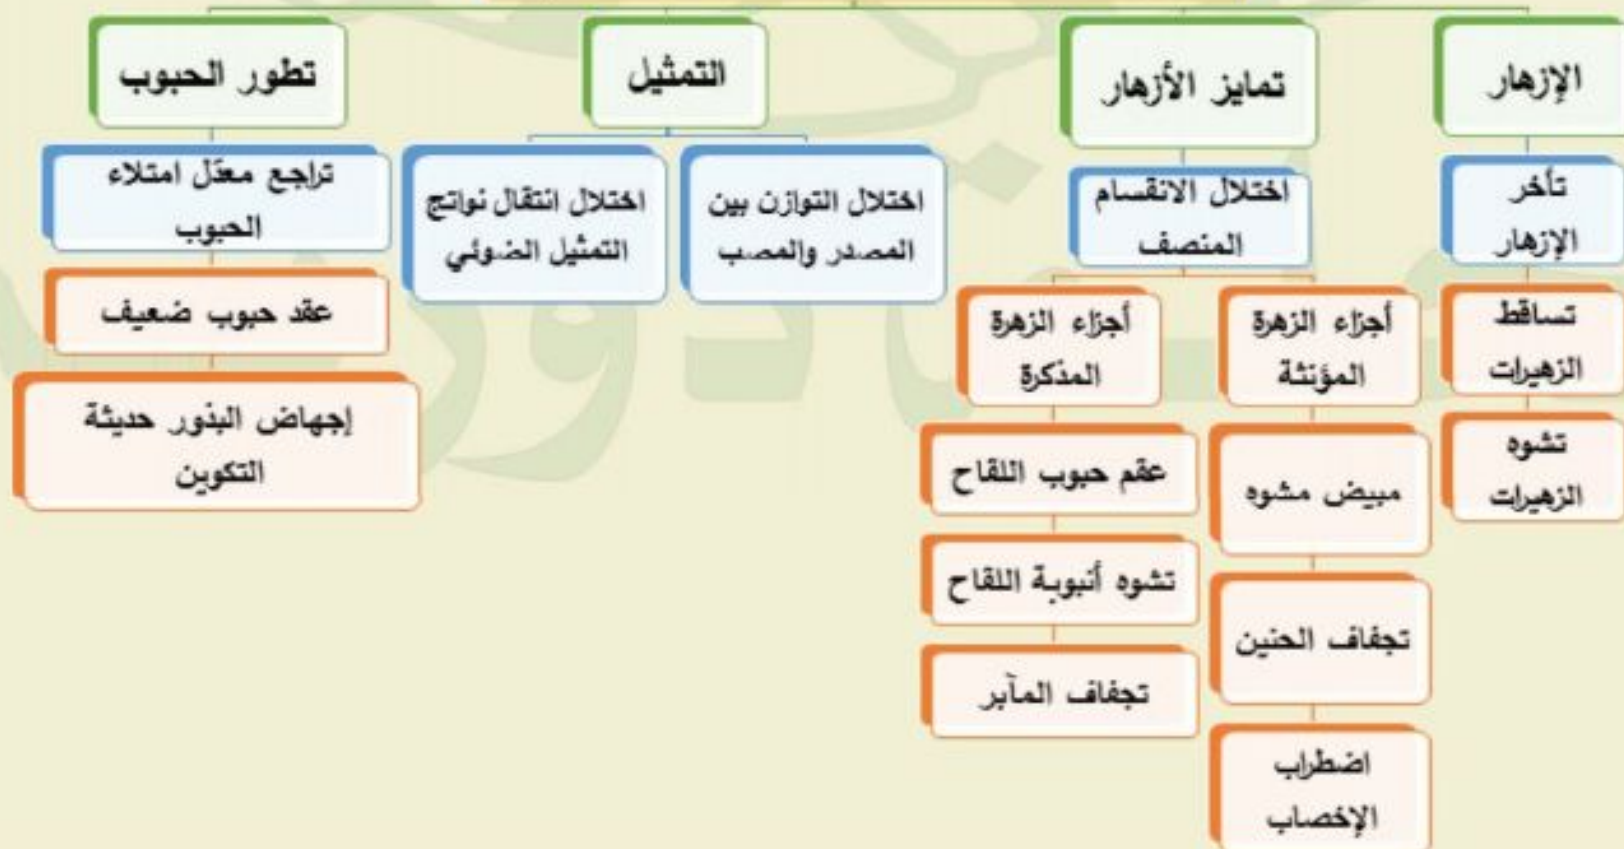 الإزهار
تأخر
الإزهار
تساقط
الزهيرات
تشوه
الزهيرات
تمايز الأزهار
اختلال الانقسام
المنصف
أجزاء الزهرة
المؤنثة
مبيض مشوه
تجفاف الحنين
اضطراب
الإخصاب
أجزاء الزهرة
المذكرة
عقم حبوب اللقاح
تشوه أنبوبة اللقاح
تجفاف المآبر
التمثيل
اختلال التوازن بين
المصدر والمصب
اختلال انتقال نواتج
التمثيل الضوئي
تطور الحبوب
تراجع معدّل امتلاء
الحبوب
عقد حبوب ضعيف
إجهاض البذور حديثة
التكوين